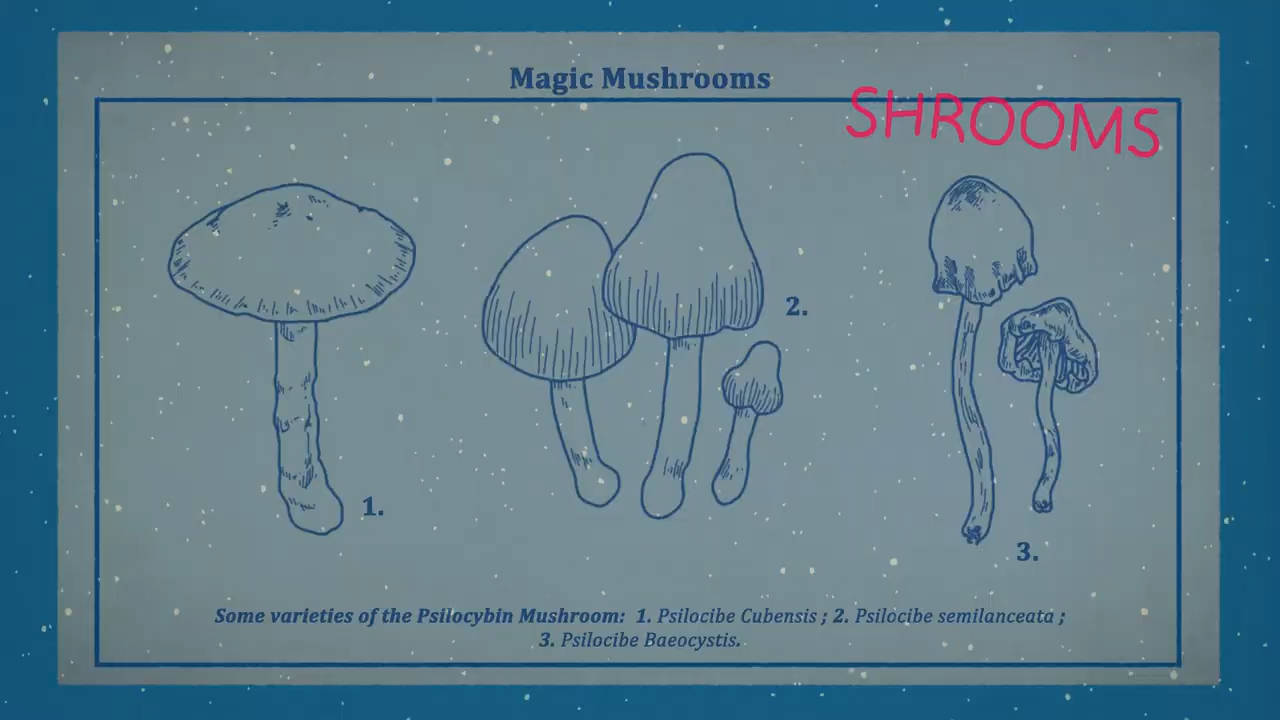 Magic Mushrooms
SHROOMS
2.
1.
3.
Some varieties of the Psilocybin Mushroom: 1. Psilocibe Cubensis ; 2. Psilocibe semilanceata ;
3. Psilocibe Baeocystis.